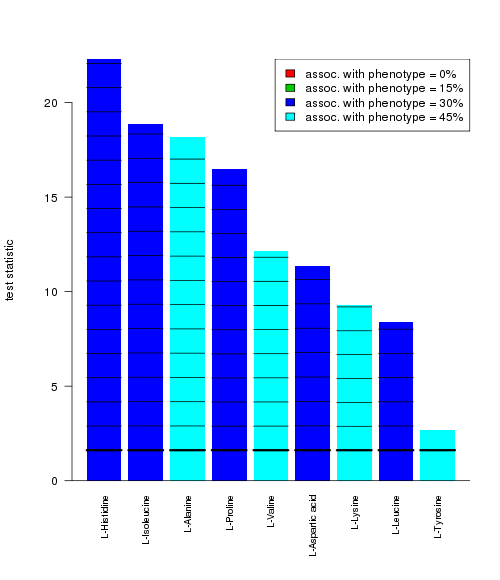 assoc. with phenotype = 0%
assoc. with phenotype = 15%
assoc. with phenotype = 30%
assoc. with phenotype = 45%
test statistic
20
15
10
5
0
L-Histidine
L-Isoleucine
L-Alanine
L-Proline
L-Valine
L-Aspartic acid
L-Lysine
L-Leucine
L-Tyrosine